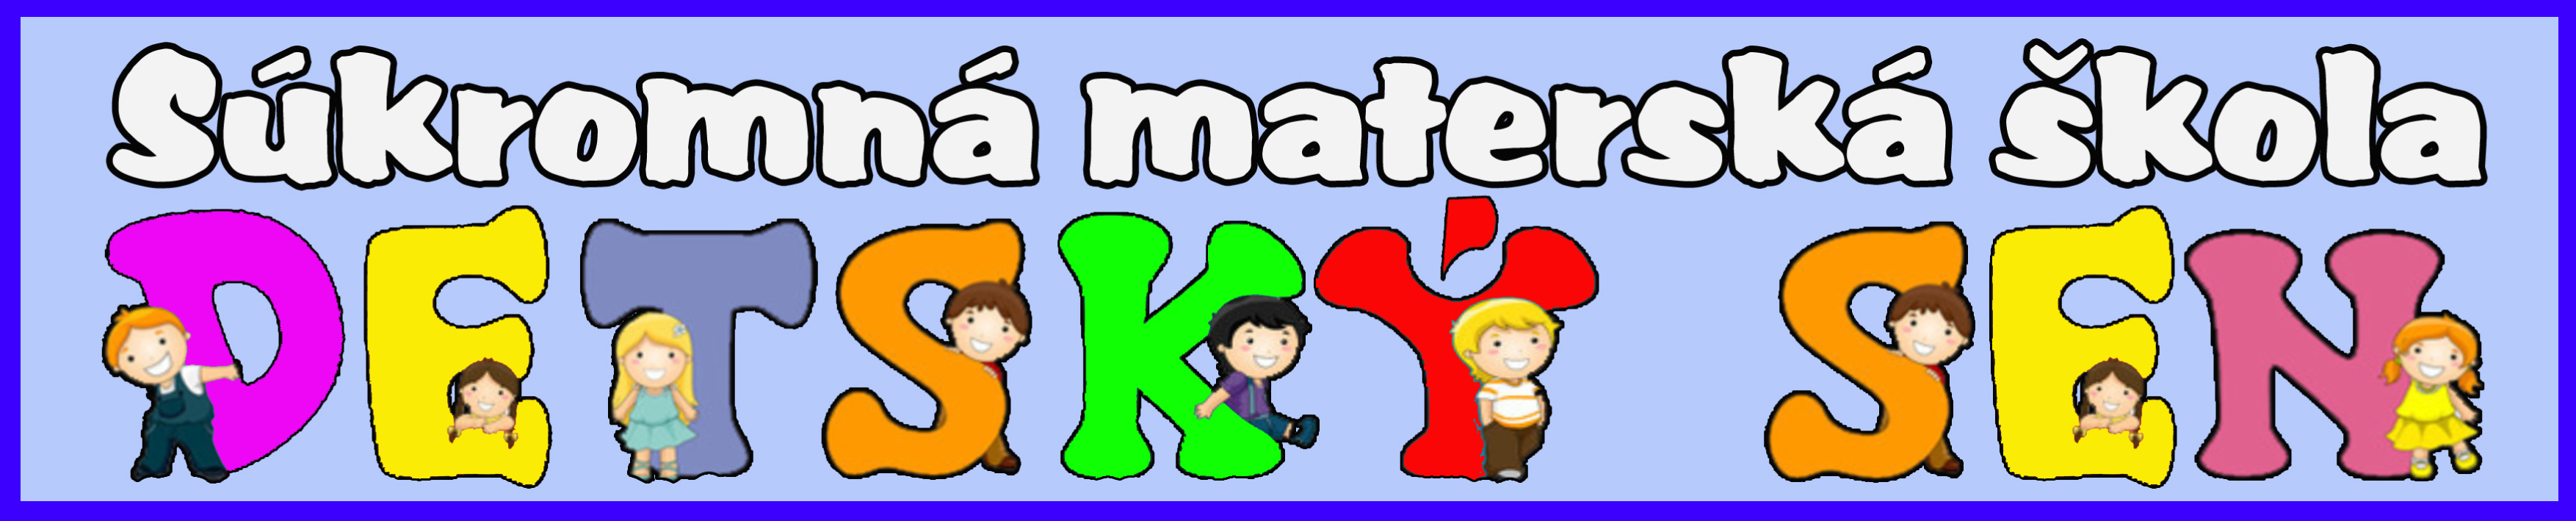 Súkromná materská škola
DETSKÝ SEN